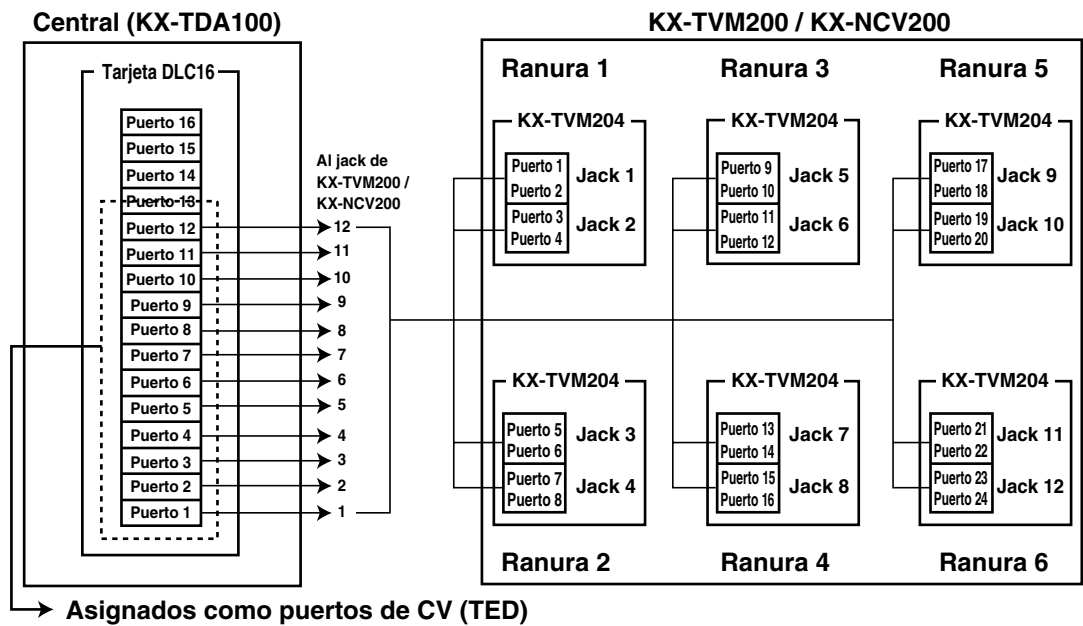 Central (KX-TDA100)
KX-TVM200 / KX-NCV200
Tarjeta DLC16
Puerto 16
Puerto 15
Puerto 14
Puerto 13
Puerto 12
Puerto 11
Puerto 10
Puerto 9
Puerto 8
Puerto 7
Puerto 6
Puerto 5
Puerto 4
Puerto 3
Puerto 2
Puerto 1
Al jack de
KX-TVM200 /
KX-NCV200
12
11
10
9
8
7
6
5
4
3
2
1
Ranura 1
KX-TVM204
Puerto 1
Puerto 2
Jack 1
Puerto 3
Puerto 4
Jack 2
Ranura 3
KX-TVM204
Puerto 9
Puerto 10
Jack 5
Puerto 11
Puerto 12
Jack 6
Ranura 5
KX-TVM204
Puerto 17
Puerto 18
Jack 9
Puerto 19
Puerto 20
Jack 10
KX-TVM204
Puerto 5
Puerto 6
Jack 3
Puerto 7
Puerto 8
Jack 4
Ranura 2
KX-TVM204
Puerto 13
Puerto 14
Jack 7
Puerto 15
Puerto 16
Jack 8
Ranura 4
KX-TVM204
Puerto 21
Puerto 22
Jack 11
Puerto 23
Puerto 24
Jack 12
Ranura 6
Asignados como puertos de CV (TED)